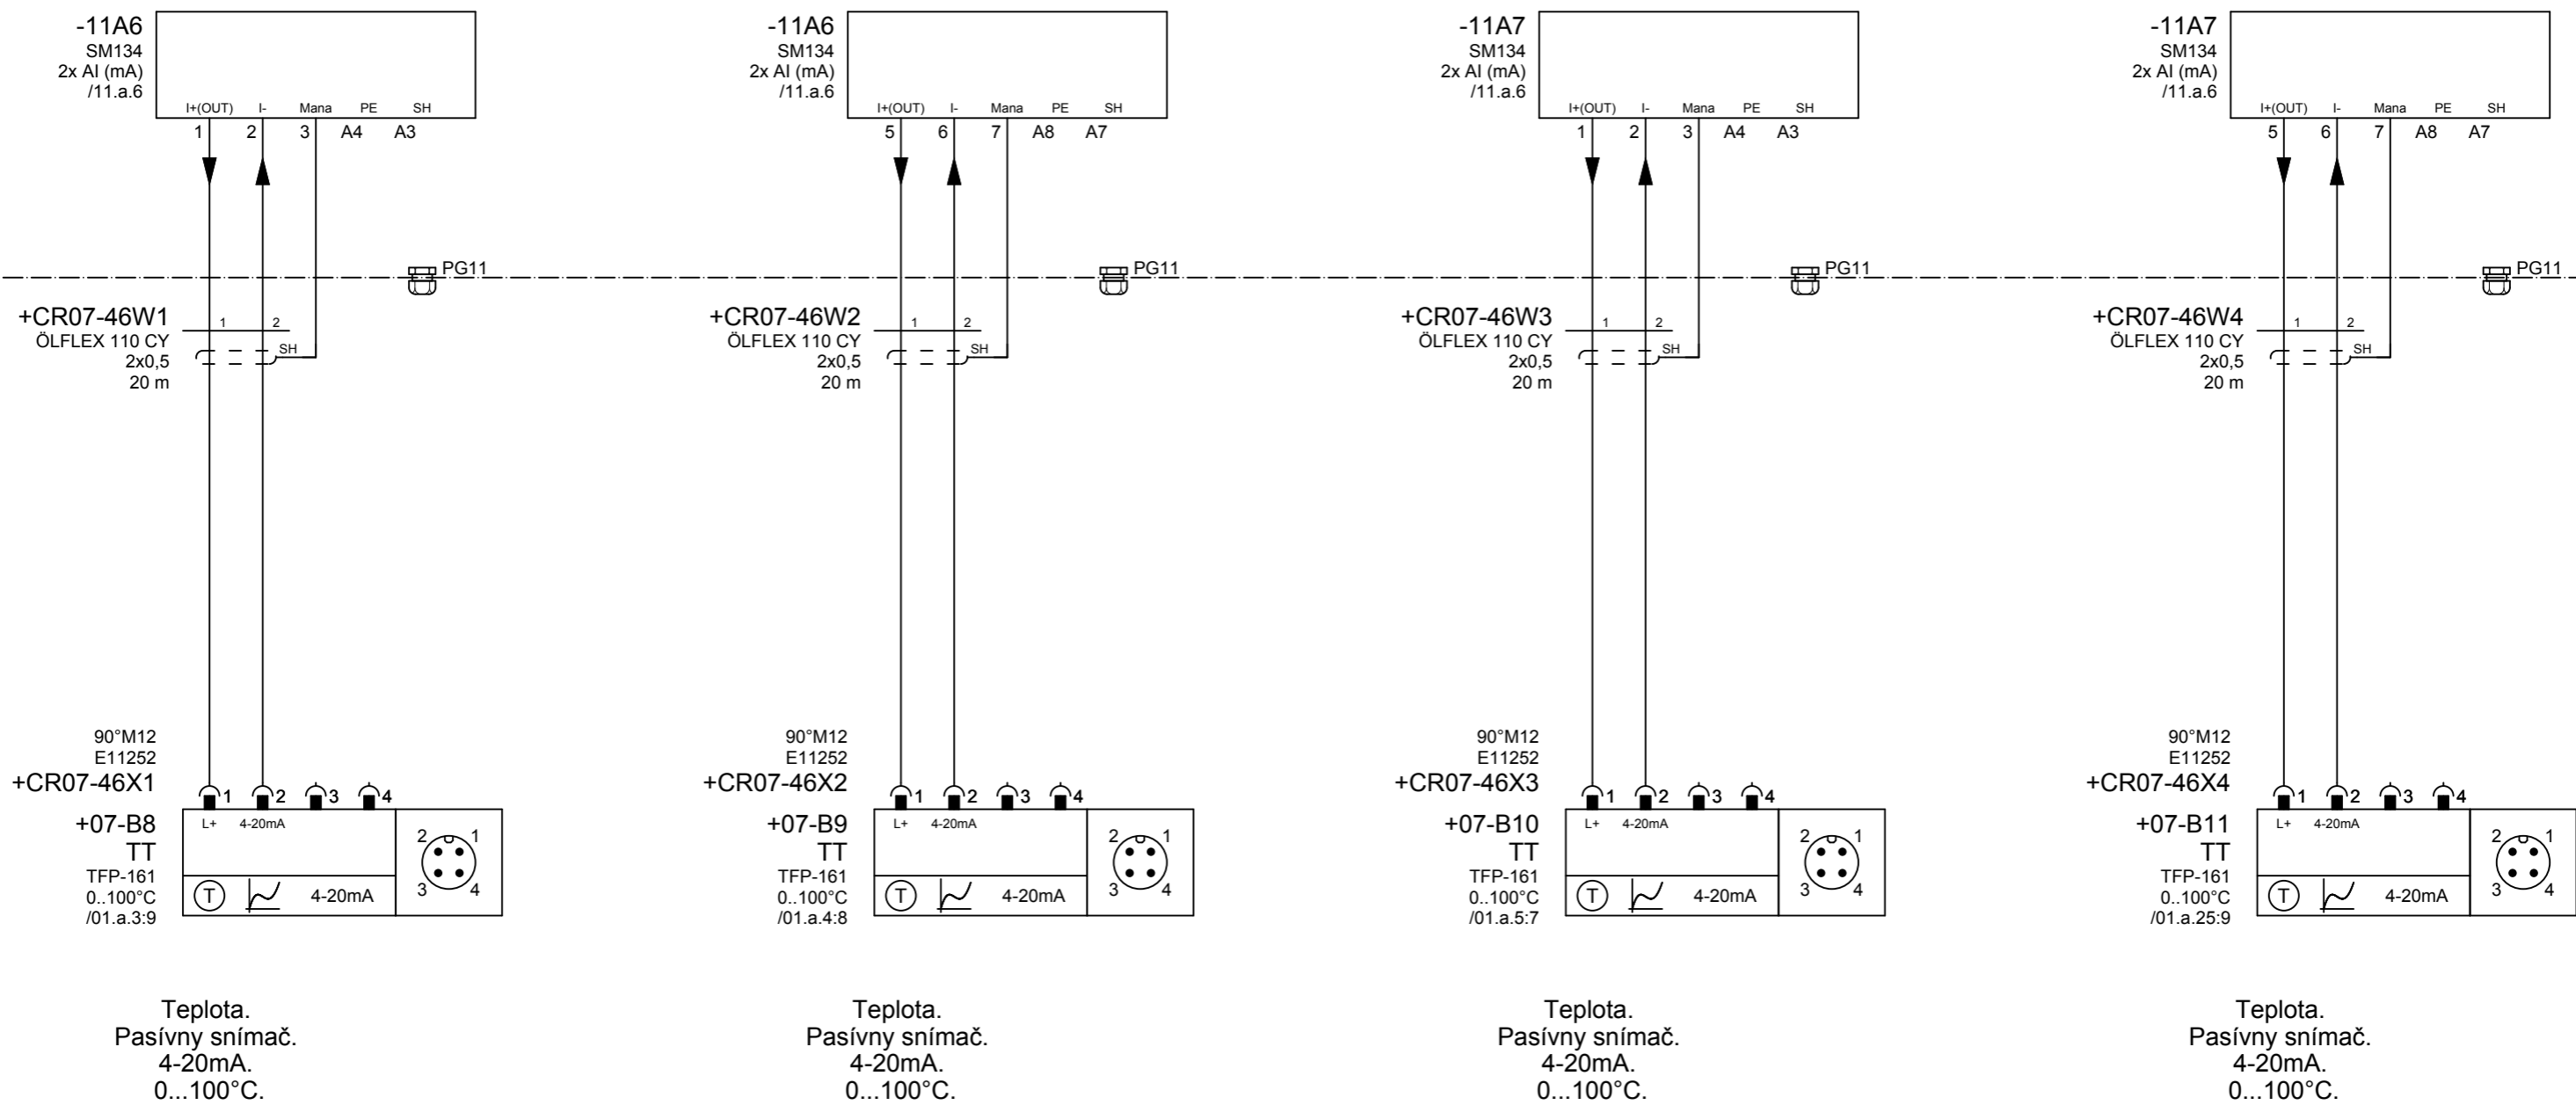 -11A6
SM134
2x AI (mA)
/11.a.6
I+(OUT) I- Mana PE SH
1 2 3 A4 A3
PG11
+CR07-46W1
ÖLFLEX 110 CY
2x0,5
20 m
1 2
SH
90°M12
E11252
+CR07-46X1
1 2 3 4
+07-B8
TT
TFP-161
0..100°C
/01.a.3:9
L+ 4-20mA
T 4-20mA
2 1
3 4
Teplota.
Pasívny snímač.
4-20mA.
0...100°C.
-11A6
SM134
2x AI (mA)
/11.a.6
I+(OUT) I- Mana PE SH
5 6 7 A8 A7
PG11
+CR07-46W2
ÖLFLEX 110 CY
2x0,5
20 m
1 2
SH
90°M12
E11252
+CR07-46X2
1 2 3 4
+07-B9
TT
TFP-161
0..100°C
/01.a.4:8
L+ 4-20mA
T 4-20mA
2 1
3 4
Teplota.
Pasívny snímač.
4-20mA.
0...100°C.
-11A7
SM134
2x AI (mA)
/11.a.6
I+(OUT) I- Mana PE SH
1 2 3 A4 A3
PG11
+CR07-46W3
ÖLFLEX 110 CY
2x0,5
20 m
1 2
SH
90°M12
E11252
+CR07-46X3
1 2 3 4
+07-B10
TT
TFP-161
0..100°C
/01.a.5:7
L+ 4-20mA
T 4-20mA
2 1
3 4
Teplota.
Pasívny snímač.
4-20mA.
0...100°C.
-11A7
SM134
2x AI (mA)
/11.a.6
I+(OUT) I- Mana PE SH
5 6 7 A8 A7
PG11
+CR07-46W4
ÖLFLEX 110 CY
2x0,5
20 m
1 2
SH
90°M12
E11252
+CR07-46X4
1 2 3 4
+07-B11
TT
TFP-161
0..100°C
/01.a.25:9
L+ 4-20mA
T 4-20mA
2 1
3 4
Teplota.
Pasívny snímač.
4-20mA.
0...100°C.